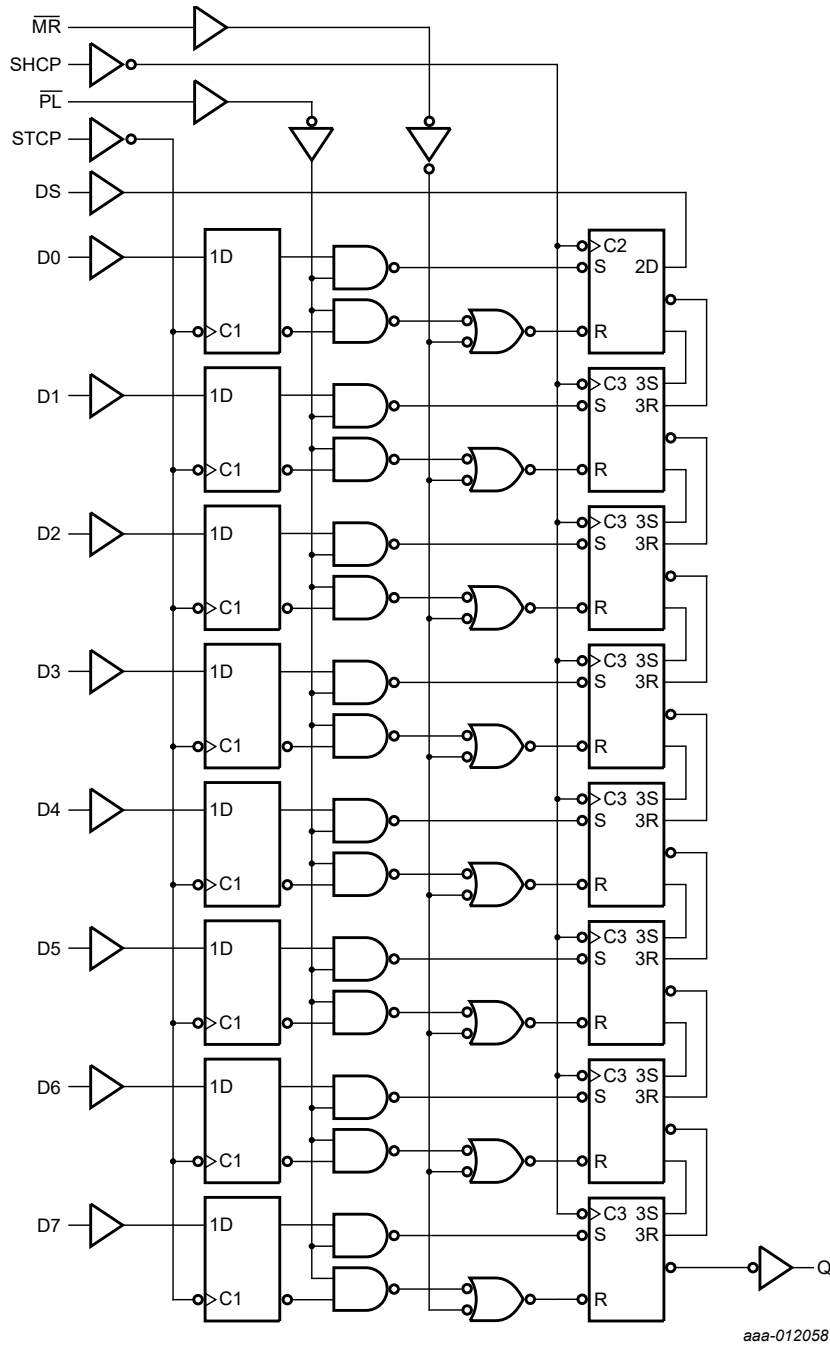 M̅R̅
SHCP
P̅L̅
STCP
DS
D0 1D C2
S 2D
C1 R
D1 1D C3 3S
S 3R
C1 R
D2 1D C3 3S
S 3R
C1 R
D3 1D C3 3S
S 3R
C1 R
D4 1D C3 3S
S 3R
C1 R
D5 1D C3 3S
S 3R
C1 R
D6 1D C3 3S
S 3R
C1 R
D7 1D C3 3S
S 3R
Q
C1 R
aaa-012058